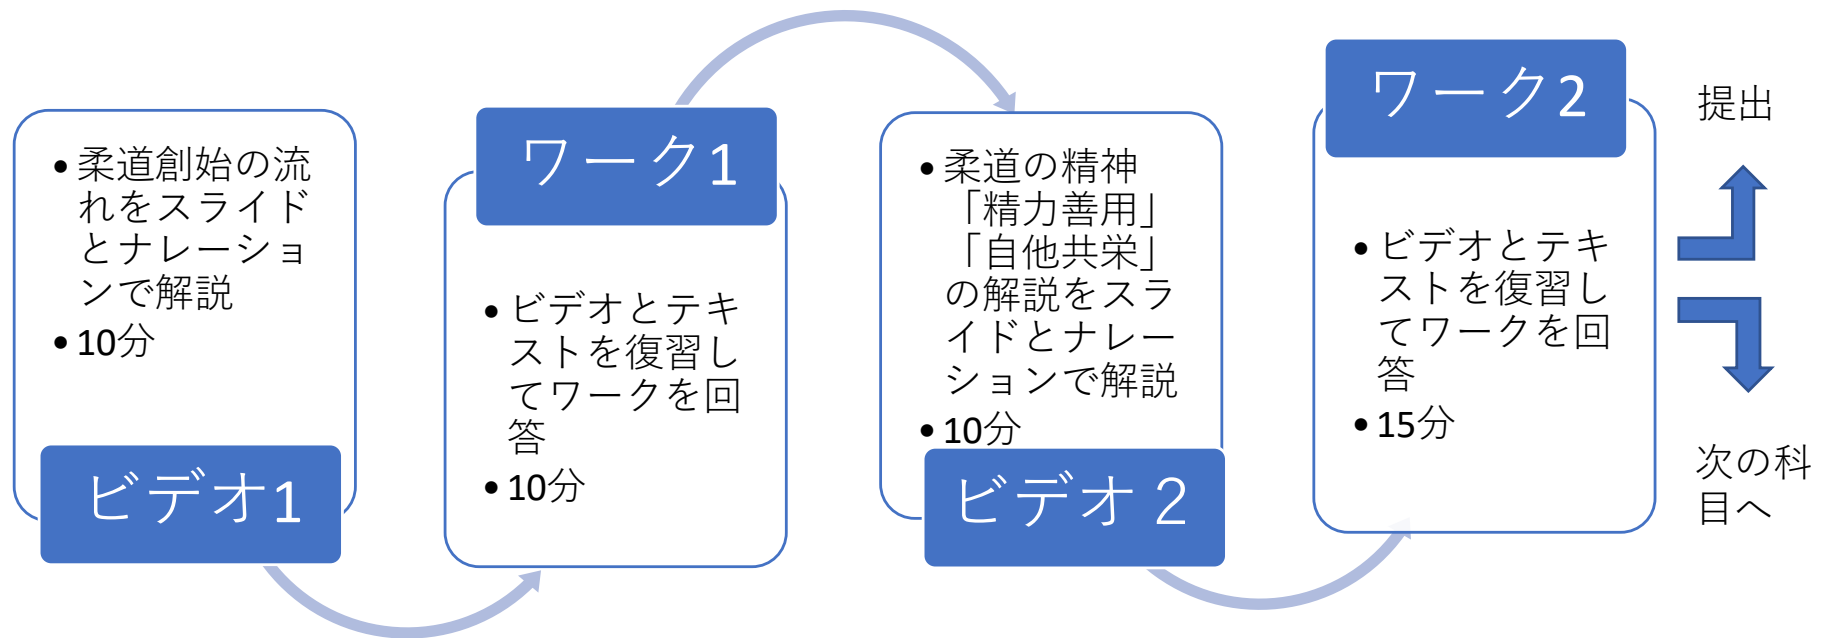 • 柔道創始の流
れをスライド
とナレーショ
ンで解説
• 10分
ビデオ1
ワーク1
• ビデオとテキ
ストを復習し
てワークを回
答
• 10分
• 柔道の精神
「精力善用」
「自他共栄」
の解説をスラ
イドとナレー
ションで解説
• 10分
ビデオ２
ワーク2
• ビデオとテキ
ストを復習し
てワークを回
答
• 15分
提出
次の科
目へ